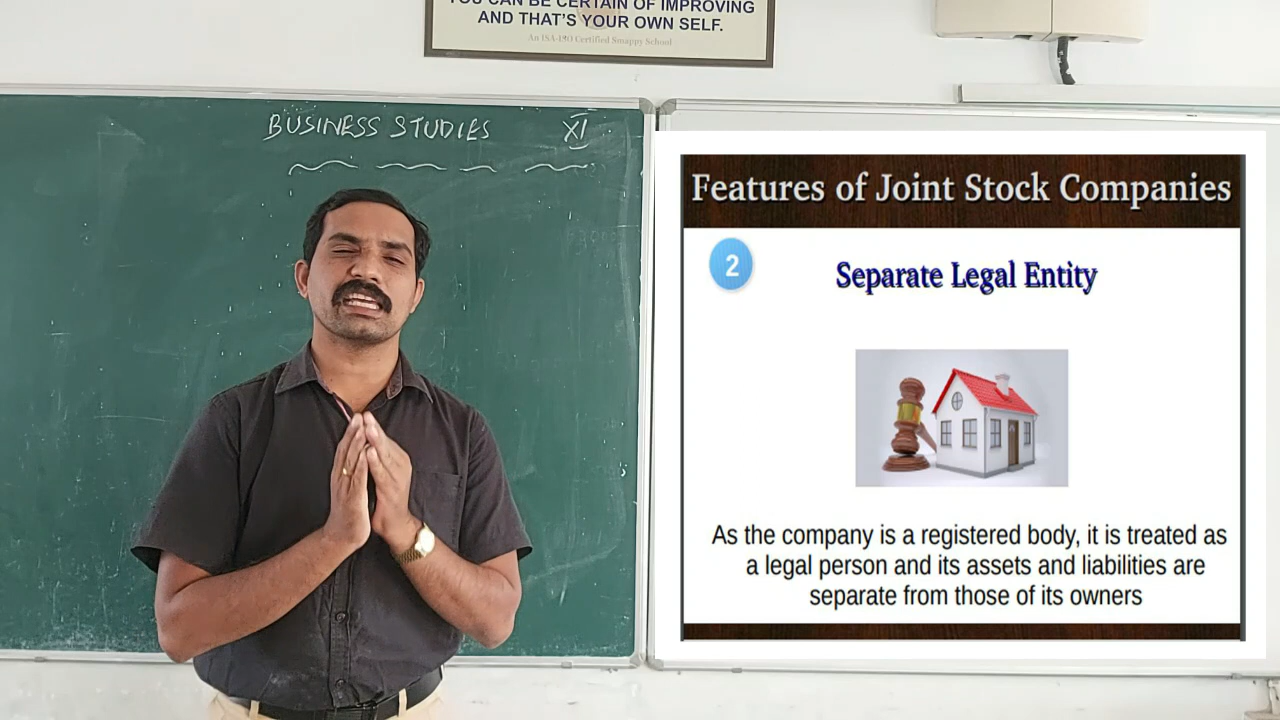 YOU CAN BE CERTAIN OF IMPROVING
AND THAT'S YOUR OWN SELF.
BUSINESS STUDIES XI
Features of Joint Stock Companies
2
Separate Legal Entity
As the company is a registered body, it is treated as
a legal person and its assets and liabilities are
separate from those of its owners